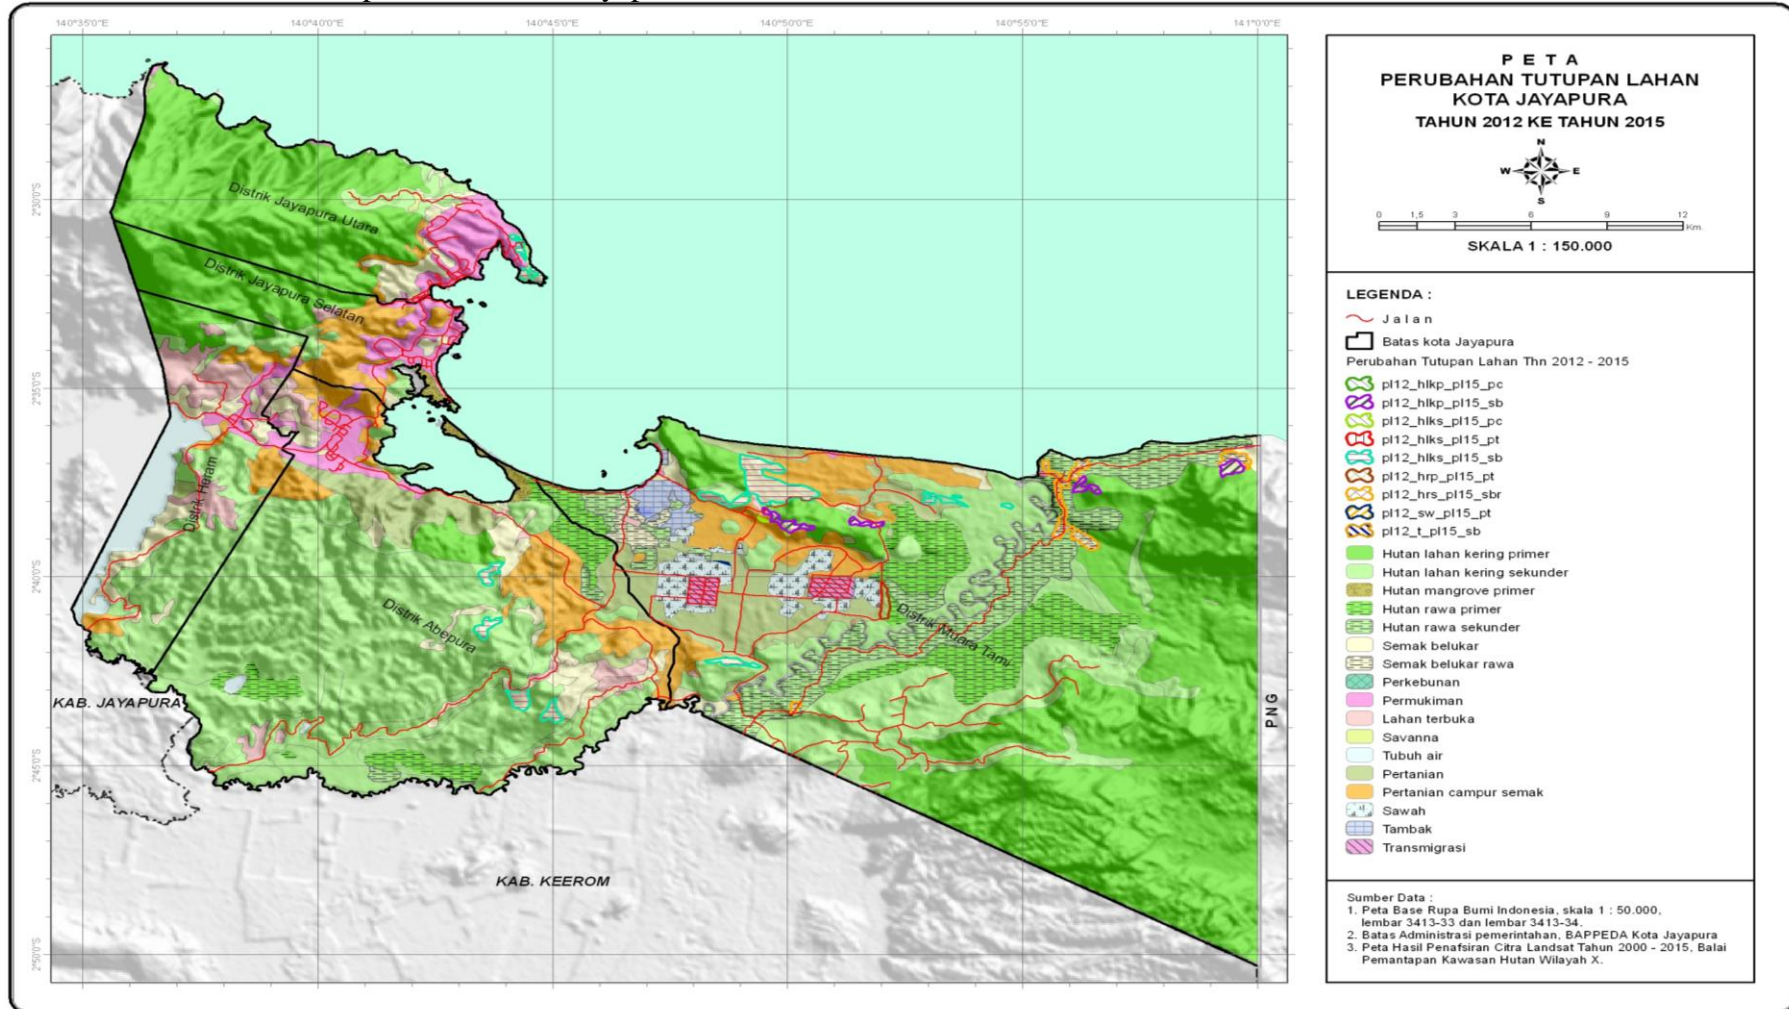 140°35'0"E
140°40'0"E
140°45'0"E
140°50'0"E
140°55'0"E
141°0'0"E
2°30'0"S
2°35'0"S
2°40'0"S
2°45'0"S
2°50'0"S
Distrik Jayapura Utara
Distrik Jayapura Selatan
Distrik Heram
Distrik Abepura
Distrik Muara Tami
KAB. JAYAPURA
KAB. KEEROM
PNG
P E T A
PERUBAHAN TUTUPAN LAHAN
KOTA JAYAPURA
TAHUN 2012 KE TAHUN 2015
N
W E
S
0 1,5 3 6 9 12
Km.
SKALA 1 : 150.000
LEGENDA :
J a l a n
Batas kota Jayapura
Perubahan Tutupan Lahan Thn 2012 - 2015
pl12_hlkp_pl15_pc
pl12_hlkp_pl15_sb
pl12_hlks_pl15_pc
pl12_hlks_pl15_pt
pl12_hlks_pl15_sb
pl12_hrp_pl15_pt
pl12_hrs_pl15_sbr
pl12_sw_pl15_pt
pl12_t_pl15_sb
Hutan lahan kering primer
Hutan lahan kering sekunder
Hutan mangrove primer
Hutan rawa primer
Hutan rawa sekunder
Semak belukar
Semak belukar rawa
Perkebunan
Permukiman
Lahan terbuka
Savanna
Tubuh air
Pertanian
Pertanian campur semak
Sawah
Tambak
Transmigrasi
Sumber Data :
1. Peta Base Rupa Bumi Indonesia, skala 1 : 50.000,
lembar 3413-33 dan lembar 3413-34.
2. Batas Administrasi pemerintahan, BAPPEDA Kota Jayapura
3. Peta Hasil Penafsiran Citra Landsat Tahun 2000 - 2015, Balai
Pemantapan Kawasan Hutan Wilayah X.